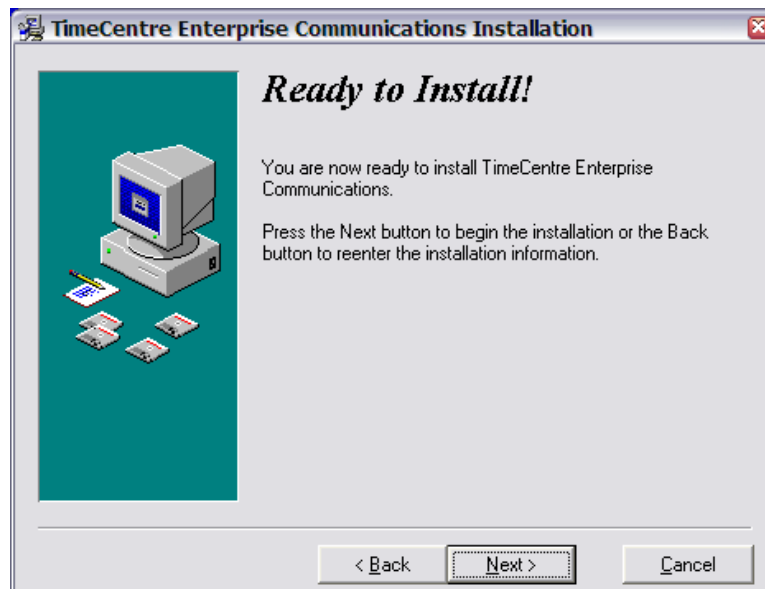 TimeCentre Enterprise Communications Installation
Ready to Install!
You are now ready to install TimeCentre Enterprise
Communications.
Press the Next button to begin the installation or the Back
button to reenter the installation information.
< Back
Next >
Cancel